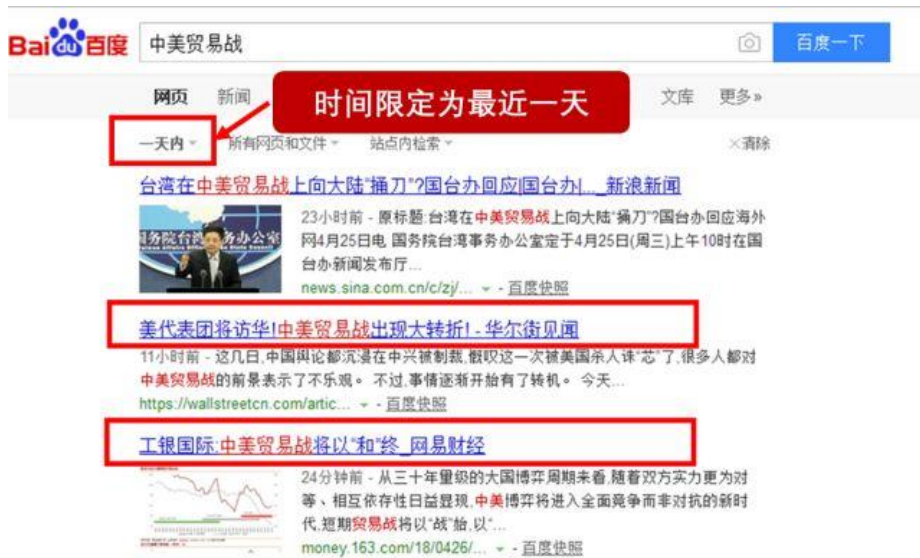 Bai du 百度 中美贸易战 百度一下
网页 新闻 时间限定为最近一天 文库 更多»
一天内 所有网页和文件 站点内检索 ×清除
台湾在中美贸易战上向大陆"捅刀"?国台办回应|国台办|..._新浪新闻
国务院台湾事务办公室
23小时前 - 原标题:台湾在中美贸易战上向大陆"捅刀"?国台办回应海外
网4月25日电 国务院台湾事务办公室定于4月25日(周三)上午10时在国
台办新闻发布厅...
news.sina.com.cn/c/zj/... - 百度快照
美代表团将访华!中美贸易战出现大转折! - 华尔街见闻
11小时前 - 这几日,中国舆论都沉浸在中兴被制裁,慨叹这一次被美国杀人诛"芯"了,很多人都对
中美贸易战的前景表示了不乐观。 不过,事情逐渐开始有了转机。 今天...
https://wallstreetcn.com/artic... - 百度快照
工银国际:中美贸易战将以"和"终_网易财经
24分钟前 - 从三十年量级的大国博弈周期来看,随着双方实力更为对
等、相互依存性日益显现,中美博弈将进入全面竞争而非对抗的新时
代,短期贸易战将以"战"始,以"...
money.163.com/18/0426/... - 百度快照